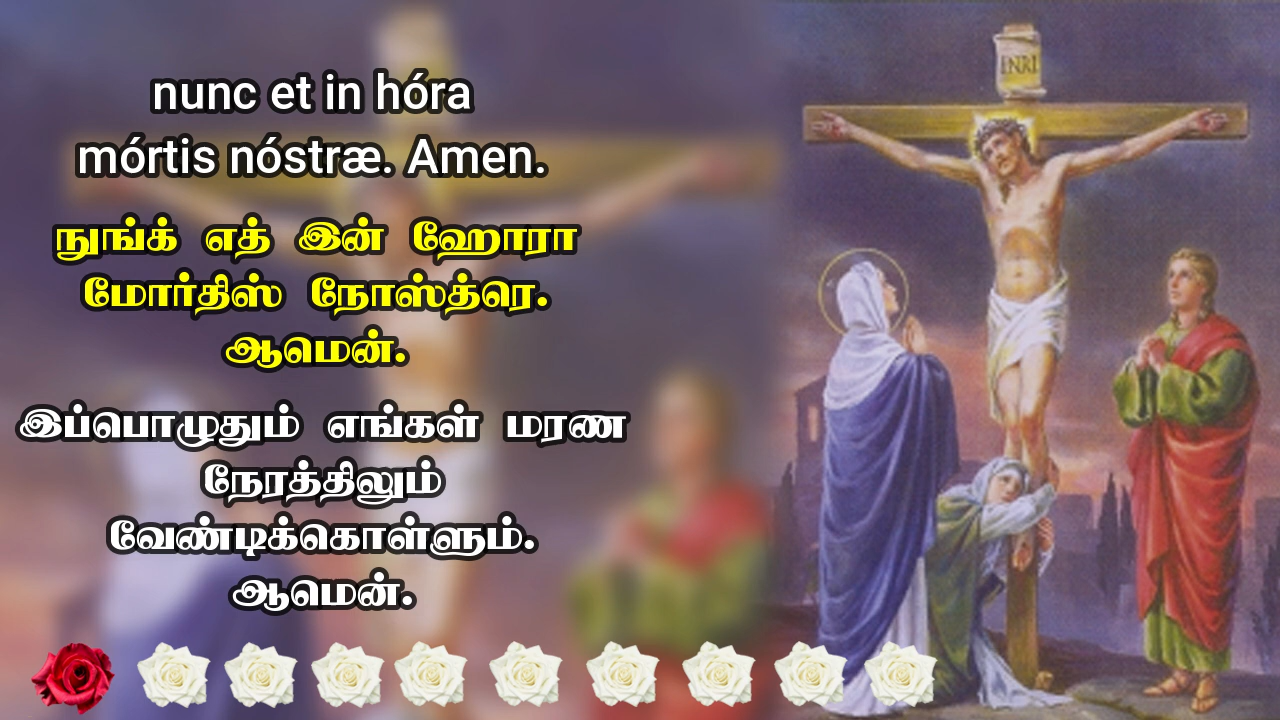 nunc et in hóra
mórtis nóstræ. Amen.
நுங்க் எத் இன் ஹோரா
மோர்திஸ் நோஸ்த்ரெ.
ஆமென்.
இப்பொழுதும் எங்கள் மரண
நேரத்திலும்
வேண்டிக்கொள்ளும்.
ஆமென்.
INRI